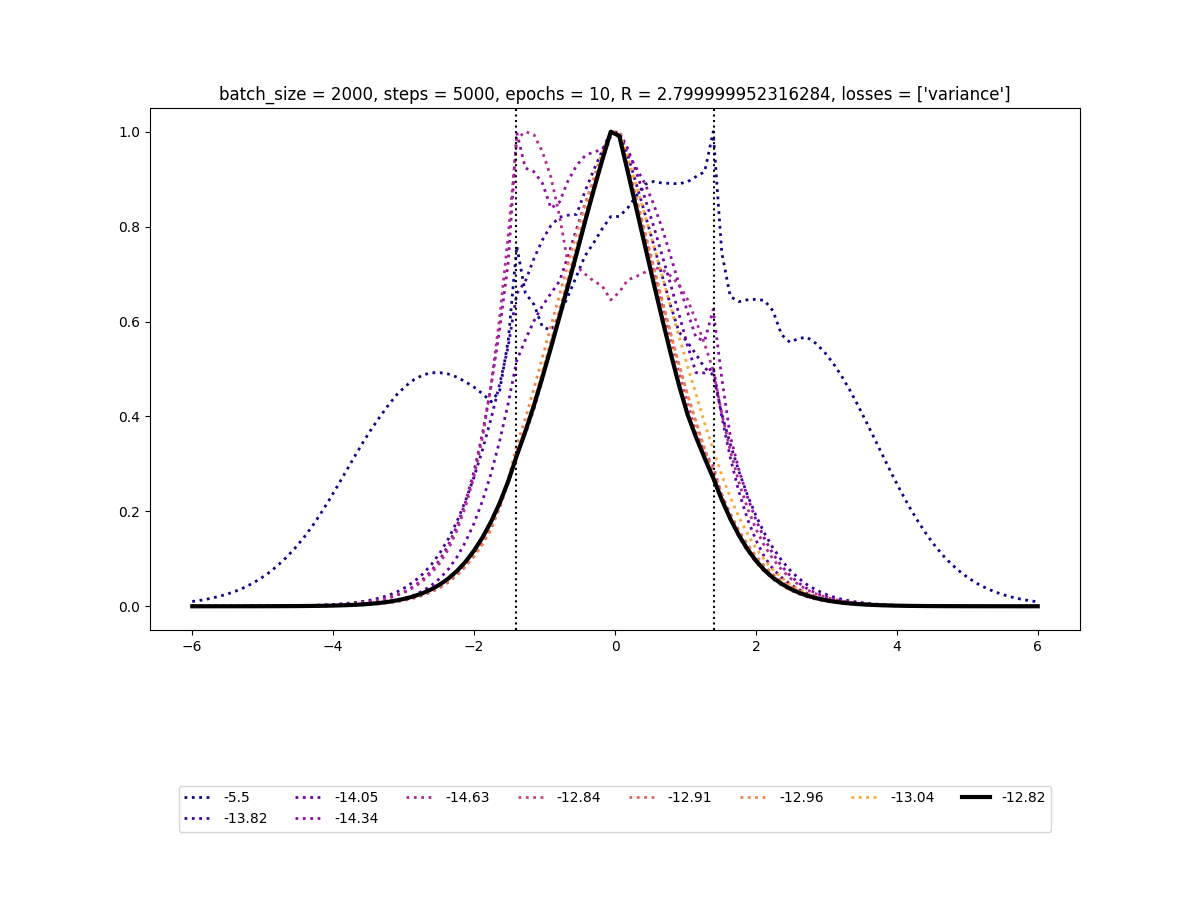 batch_size = 2000, steps = 5000, epochs = 10, R = 2.799999952316284, losses = ['variance']
1.0
0.8
0.6
0.4
0.2
0.0
−6 −4 −2 0 2 4 6
-5.5 -14.05 -14.63 -12.84 -12.91 -12.96 -13.04 -12.82
-13.82 -14.34